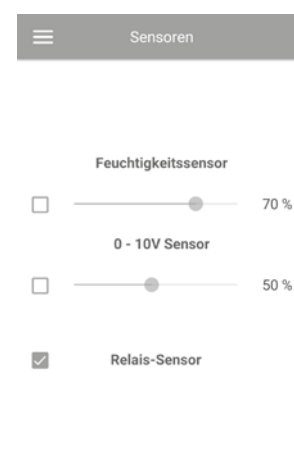 Sensoren
Feuchtigkeitssensor
70 %
0 - 10V Sensor
50 %
Relais-Sensor